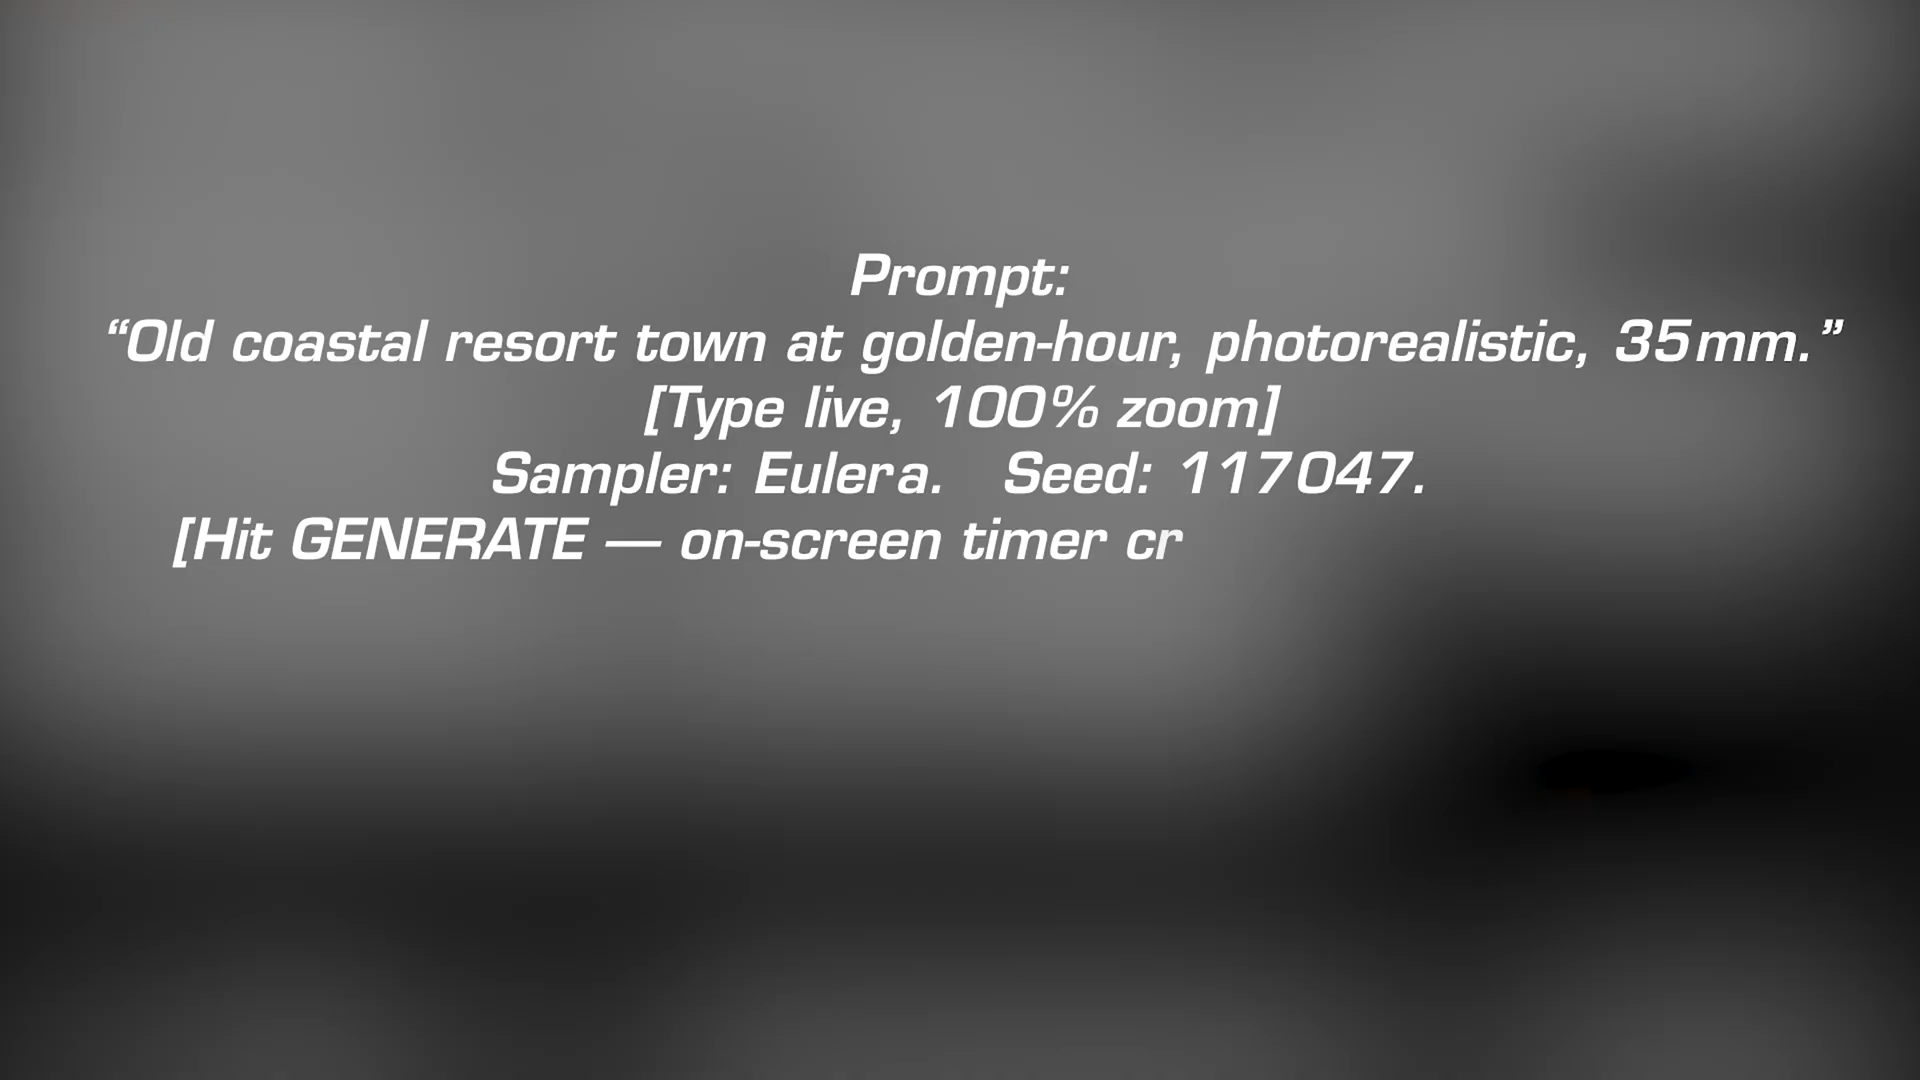 Prompt:
“Old coastal resort town at golden-hour, photorealistic, 35mm.”
[Type live, 100% zoom]
Sampler: Euler a. Seed: 117047.
[Hit GENERATE — on-screen timer cr